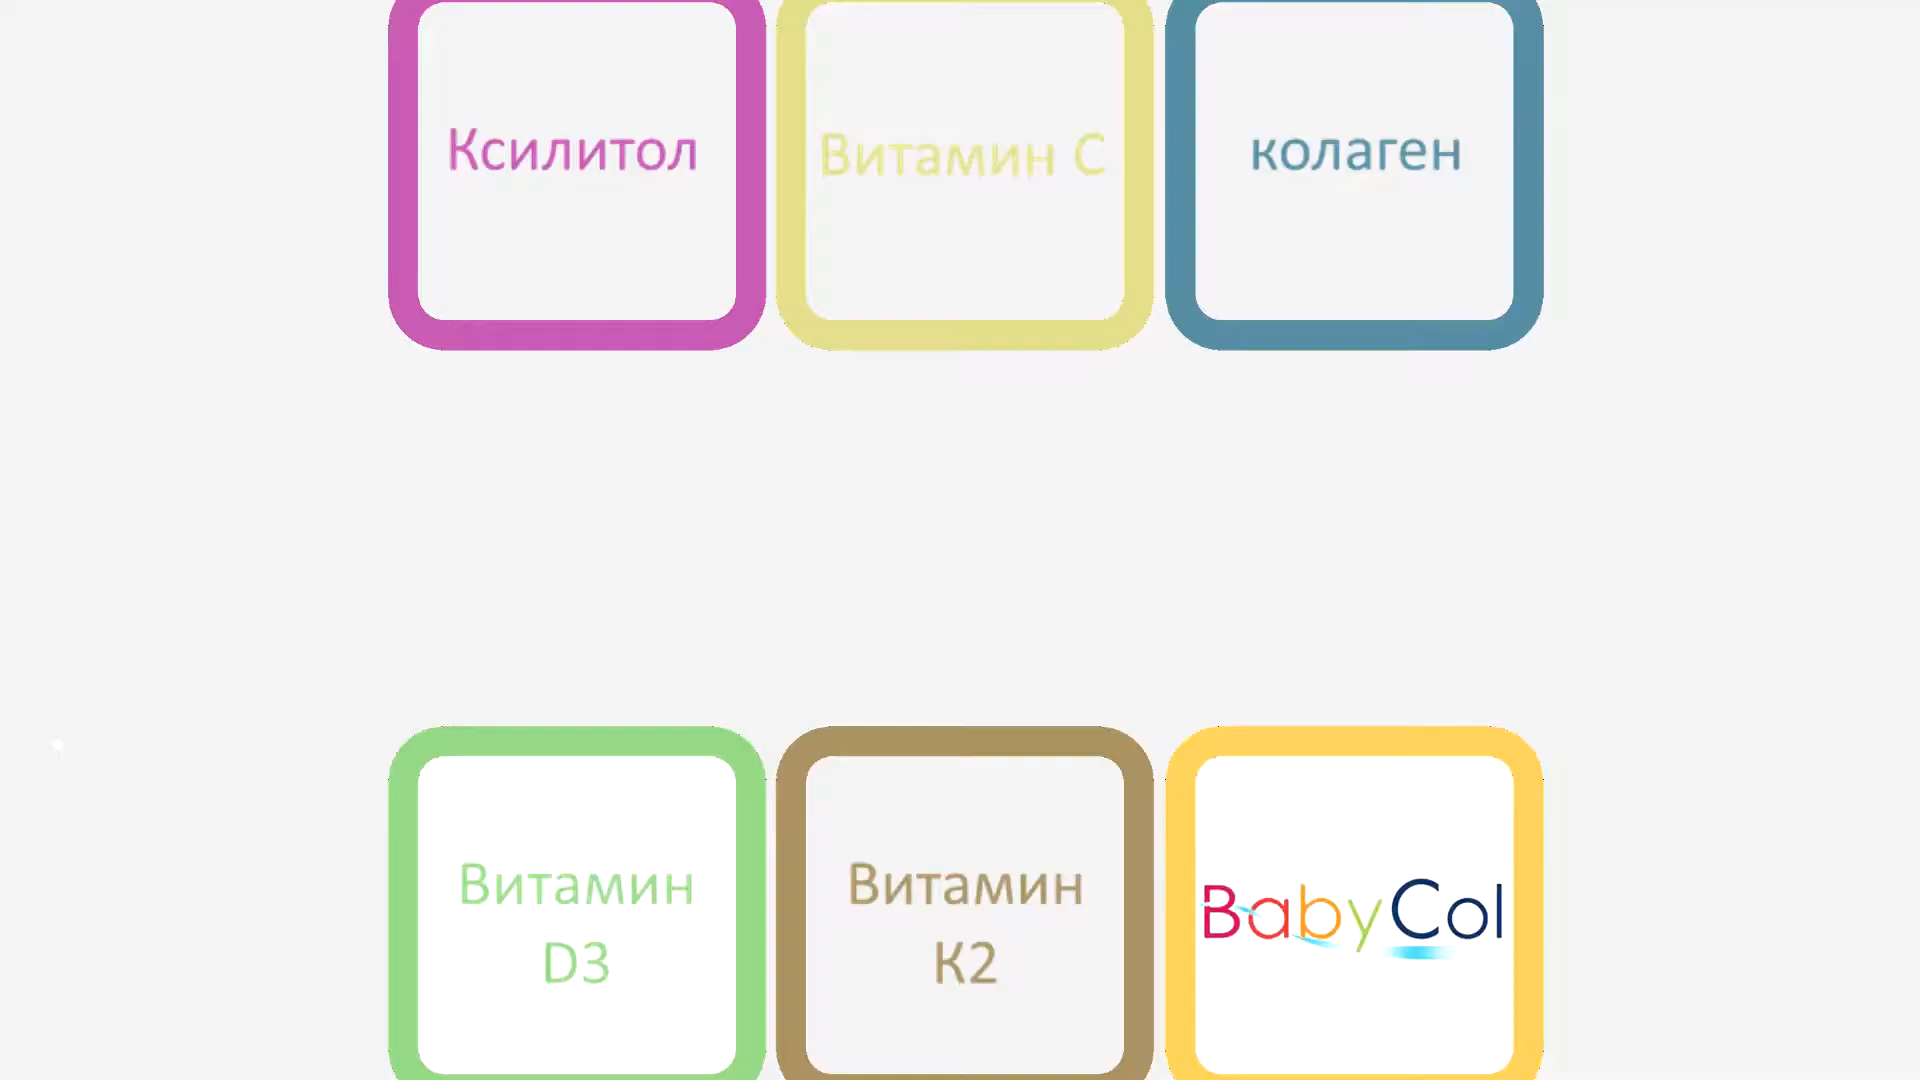 Ксилитол
Витамин C
колаген
Витамин
D3
Витамин
К2
BabyCol